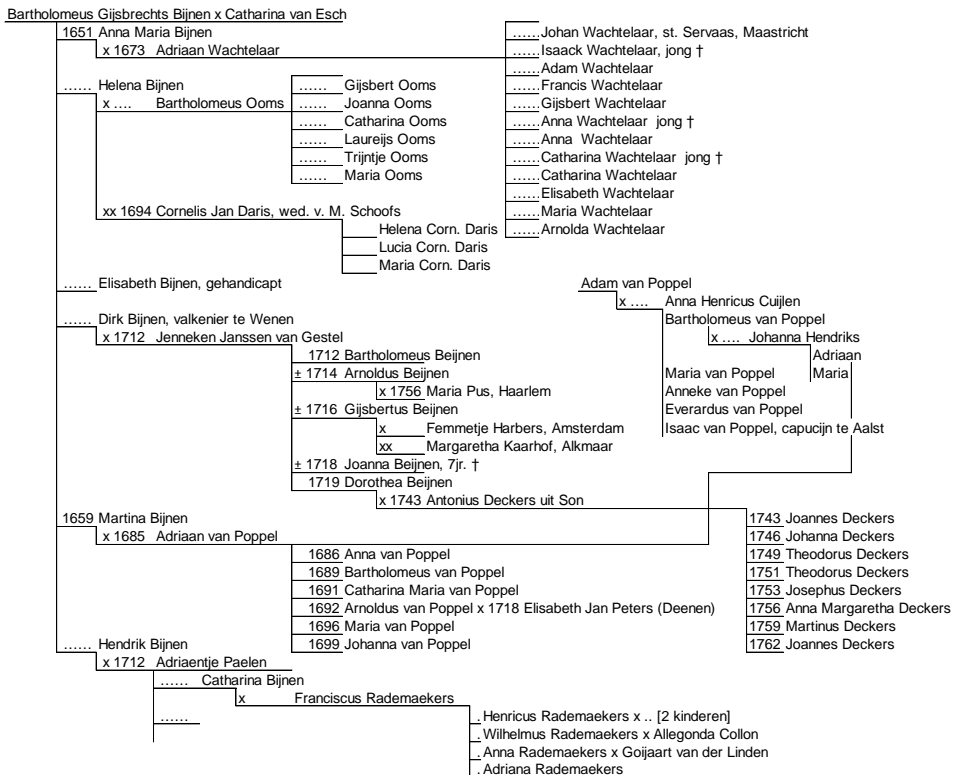 Bartholomeus Gijsbrechts Bijnen x Catharina van Esch
1651 Anna Maria Bijnen
x 1673 Adriaan Wachtelaar
...... Johan Wachtelaar, st. Servaas, Maastricht
...... Isaack Wachtelaar, jong †
Adam Wachtelaar
...... Francis Wachtelaar
...... Gijsbert Wachtelaar
...... Anna Wachtelaar jong †
...... Anna Wachtelaar
...... Catharina Wachtelaar jong †
...... Catharina Wachtelaar
...... Elisabeth Wachtelaar
...... Maria Wachtelaar
...... Arnolda Wachtelaar
...... Helena Bijnen
x .... Bartholomeus Ooms
...... Gijsbert Ooms
...... Joanna Ooms
...... Catharina Ooms
...... Laureijs Ooms
...... Trijntje Ooms
...... Maria Ooms
xx 1694 Cornelis Jan Daris, wed. v. M. Schoofs
Helena Corn. Daris
Lucia Corn. Daris
Maria Corn. Daris
...... Elisabeth Bijnen, gehandicapt
Adam van Poppel
x .... Anna Henricus Cuijlen
Bartholomeus van Poppel
x .... Johanna Hendriks
Adriaan
Maria
Maria van Poppel
Anneke van Poppel
Everardus van Poppel
Isaac van Poppel, capucijn te Aalst
...... Dirk Bijnen, valkenier te Wenen
x 1712 Jenneken Janssen van Gestel
1712 Bartholomeus Beijnen
± 1714 Arnoldus Beijnen
x 1756 Maria Pus, Haarlem
± 1716 Gijsbertus Beijnen
x Femmetje Harbers, Amsterdam
xx Margaretha Kaarhof, Alkmaar
± 1718 Joanna Beijnen, 7jr. †
1719 Dorothea Beijnen
x 1743 Antonius Deckers uit Son
1743 Joannes Deckers
1746 Johanna Deckers
1749 Theodorus Deckers
1751 Theodorus Deckers
1753 Josephus Deckers
1756 Anna Margaretha Deckers
1759 Martinus Deckers
1762 Joannes Deckers
1659 Martina Bijnen
x 1685 Adriaan van Poppel
1686 Anna van Poppel
1689 Bartholomeus van Poppel
1691 Catharina Maria van Poppel
1692 Arnoldus van Poppel x 1718 Elisabeth Jan Peters (Deenen)
1696 Maria van Poppel
1699 Johanna van Poppel
...... Hendrik Bijnen
x 1712 Adriaentje Paelen
...... Catharina Bijnen
x Franciscus Rademaekers
......
. Henricus Rademaekers x .. [2 kinderen]
. Wilhelmus Rademaekers x Allegonda Collon
. Anna Rademaekers x Goijaart van der Linden
. Adriana Rademaekers